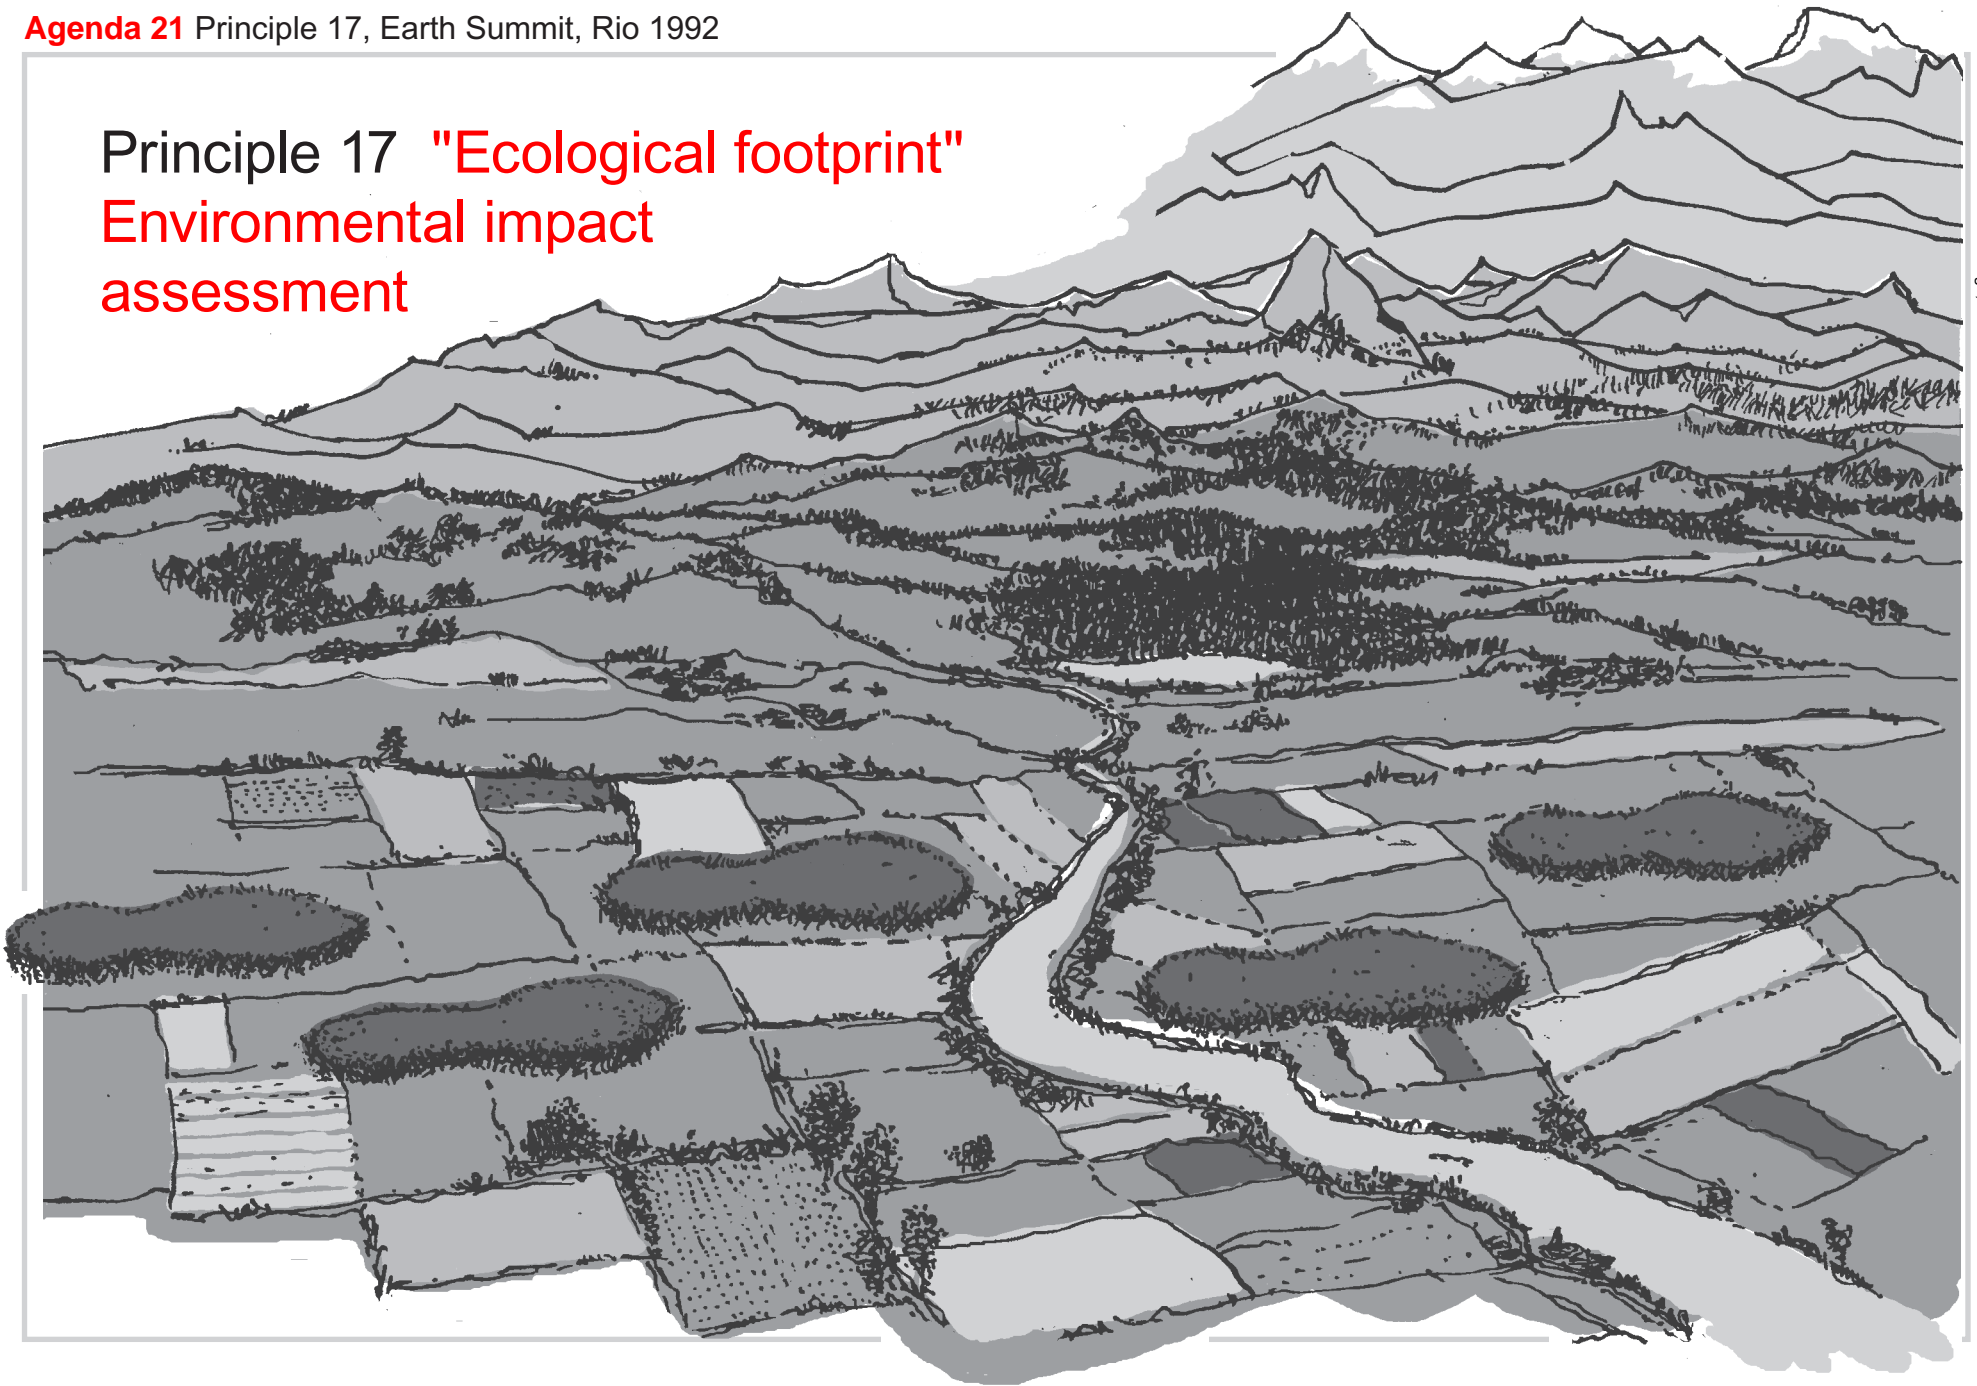 Agenda 21 Principle 17, Earth Summit, Rio 1992
Principle 17 "Ecological footprint"
Environmental impact
assessment